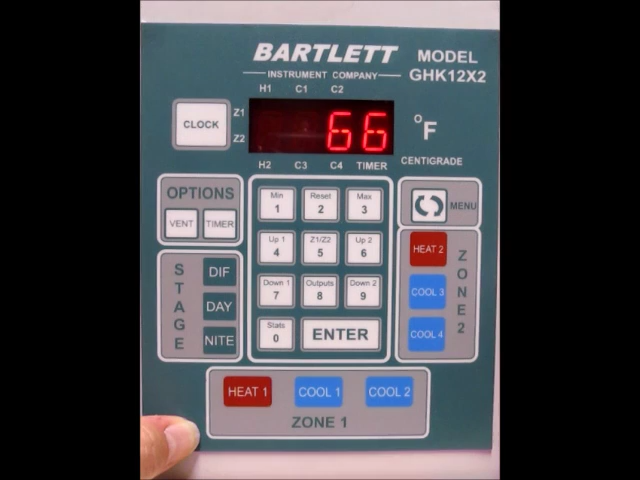 BARTLETT
INSTRUMENT COMPANY
MODEL
GHK12X2
H1 C1 C2
CLOCK
Z1
Z2
66
°F
H2 C3 C4 TIMER
CENTIGRADE
OPTIONS
VENT TIMER
STAGE
DIF
DAY
NITE
Min
1
Reset
2
Max
3
Up 1
4
Z1/Z2
5
Up 2
6
Down 1
7
Outputs
8
Down 2
9
Stats
0
ENTER
MENU
HEAT 2
COOL 3
COOL 4
ZONE 2
HEAT 1
COOL 1
COOL 2
ZONE 1